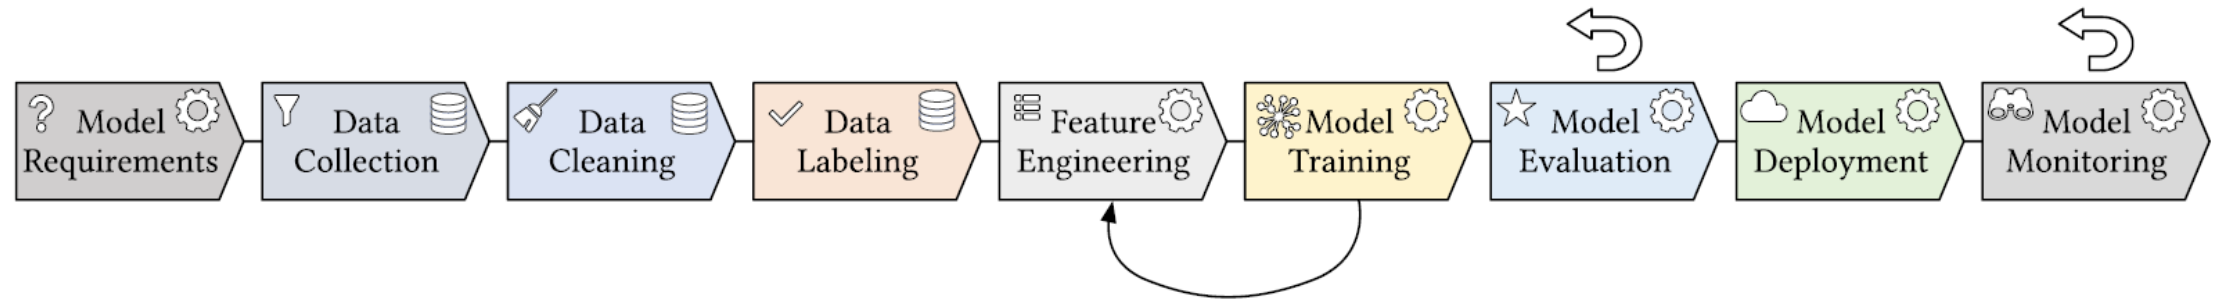 Model
Requirements
Data
Collection
Data
Cleaning
Data
Labeling
Feature
Engineering
Model
Training
Model
Evaluation
Model
Deployment
Model
Monitoring